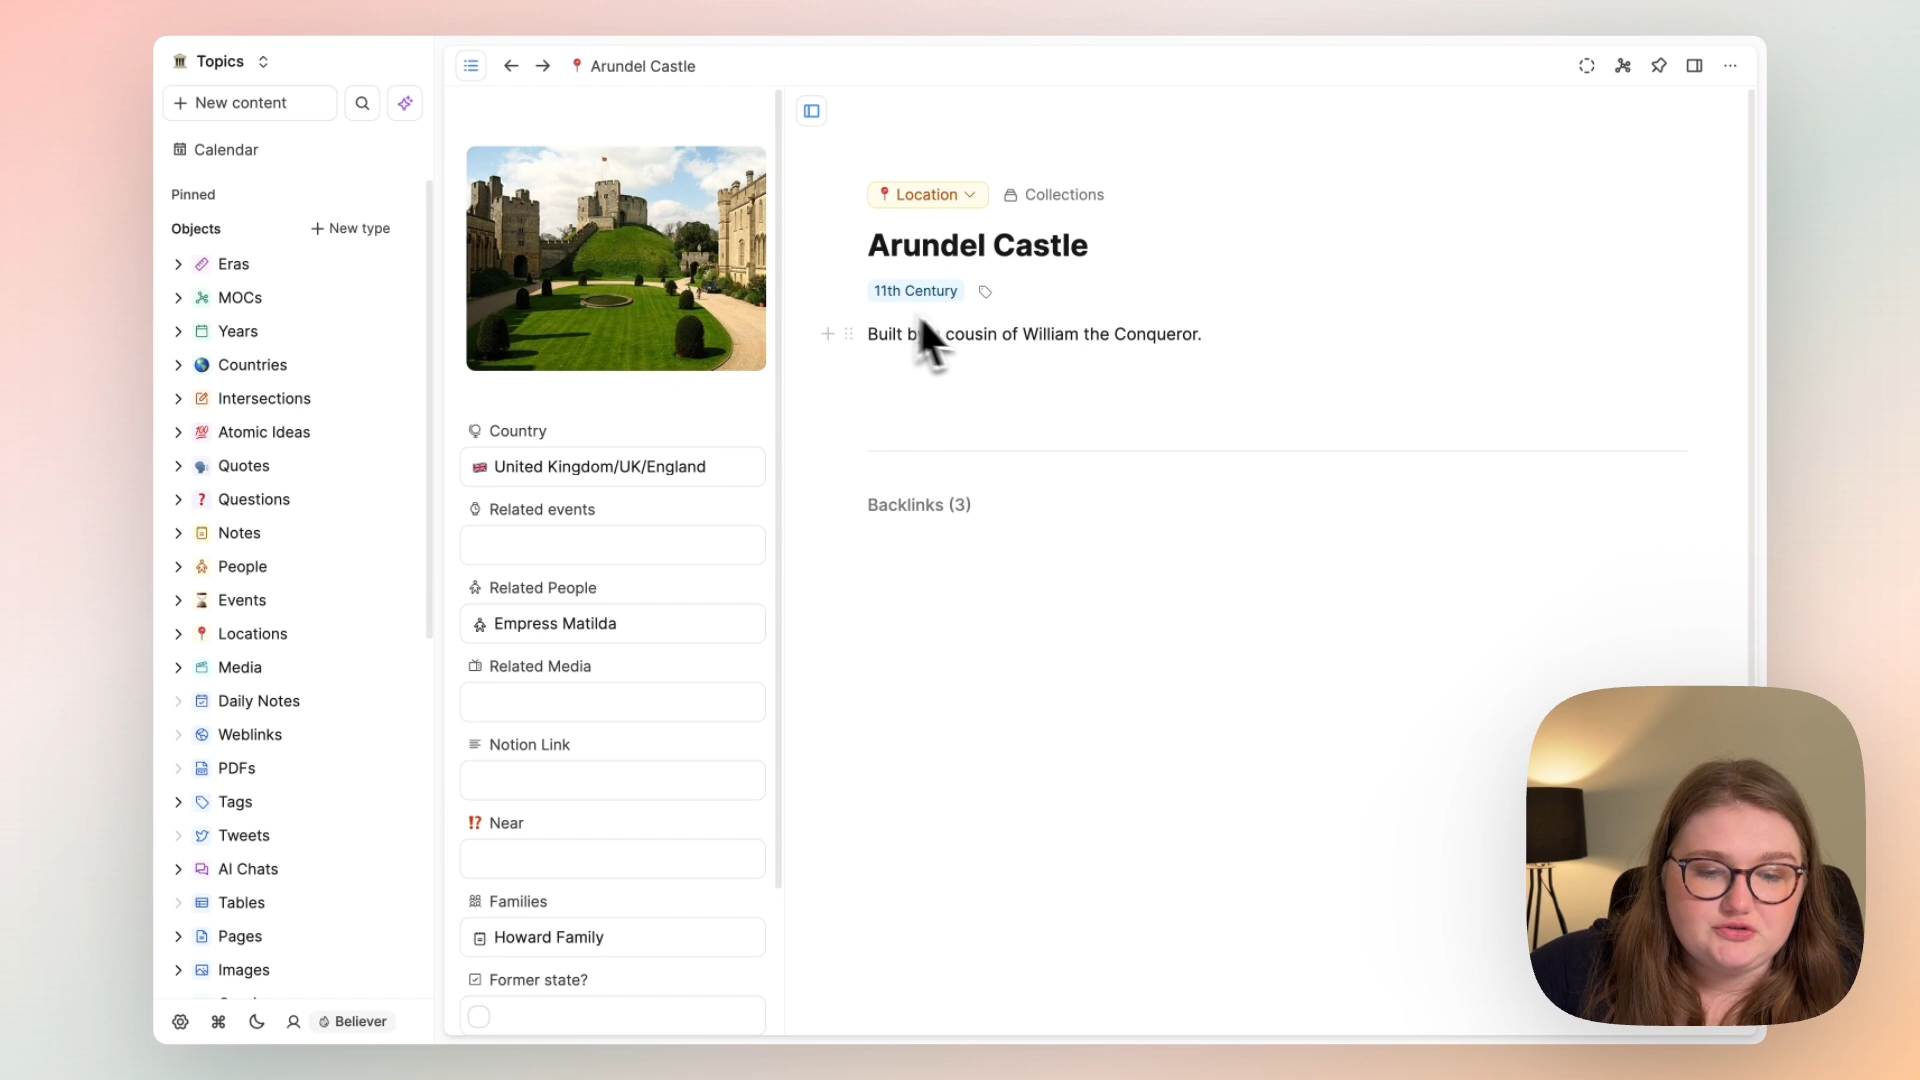 Topics
New content
Calendar
Pinned
Objects
New type
Eras
MOCs
Years
Countries
Intersections
Atomic Ideas
Quotes
Questions
Notes
People
Events
Locations
Media
Daily Notes
Weblinks
PDFs
Tags
Tweets
AI Chats
Tables
Pages
Images
Believer
Arundel Castle
Country
United Kingdom/UK/England
Related events
Related People
Empress Matilda
Related Media
Notion Link
Near
Families
Howard Family
Former state?
Location
Collections
Arundel Castle
11th Century
Built cousin of William the Conqueror.
Backlinks (3)